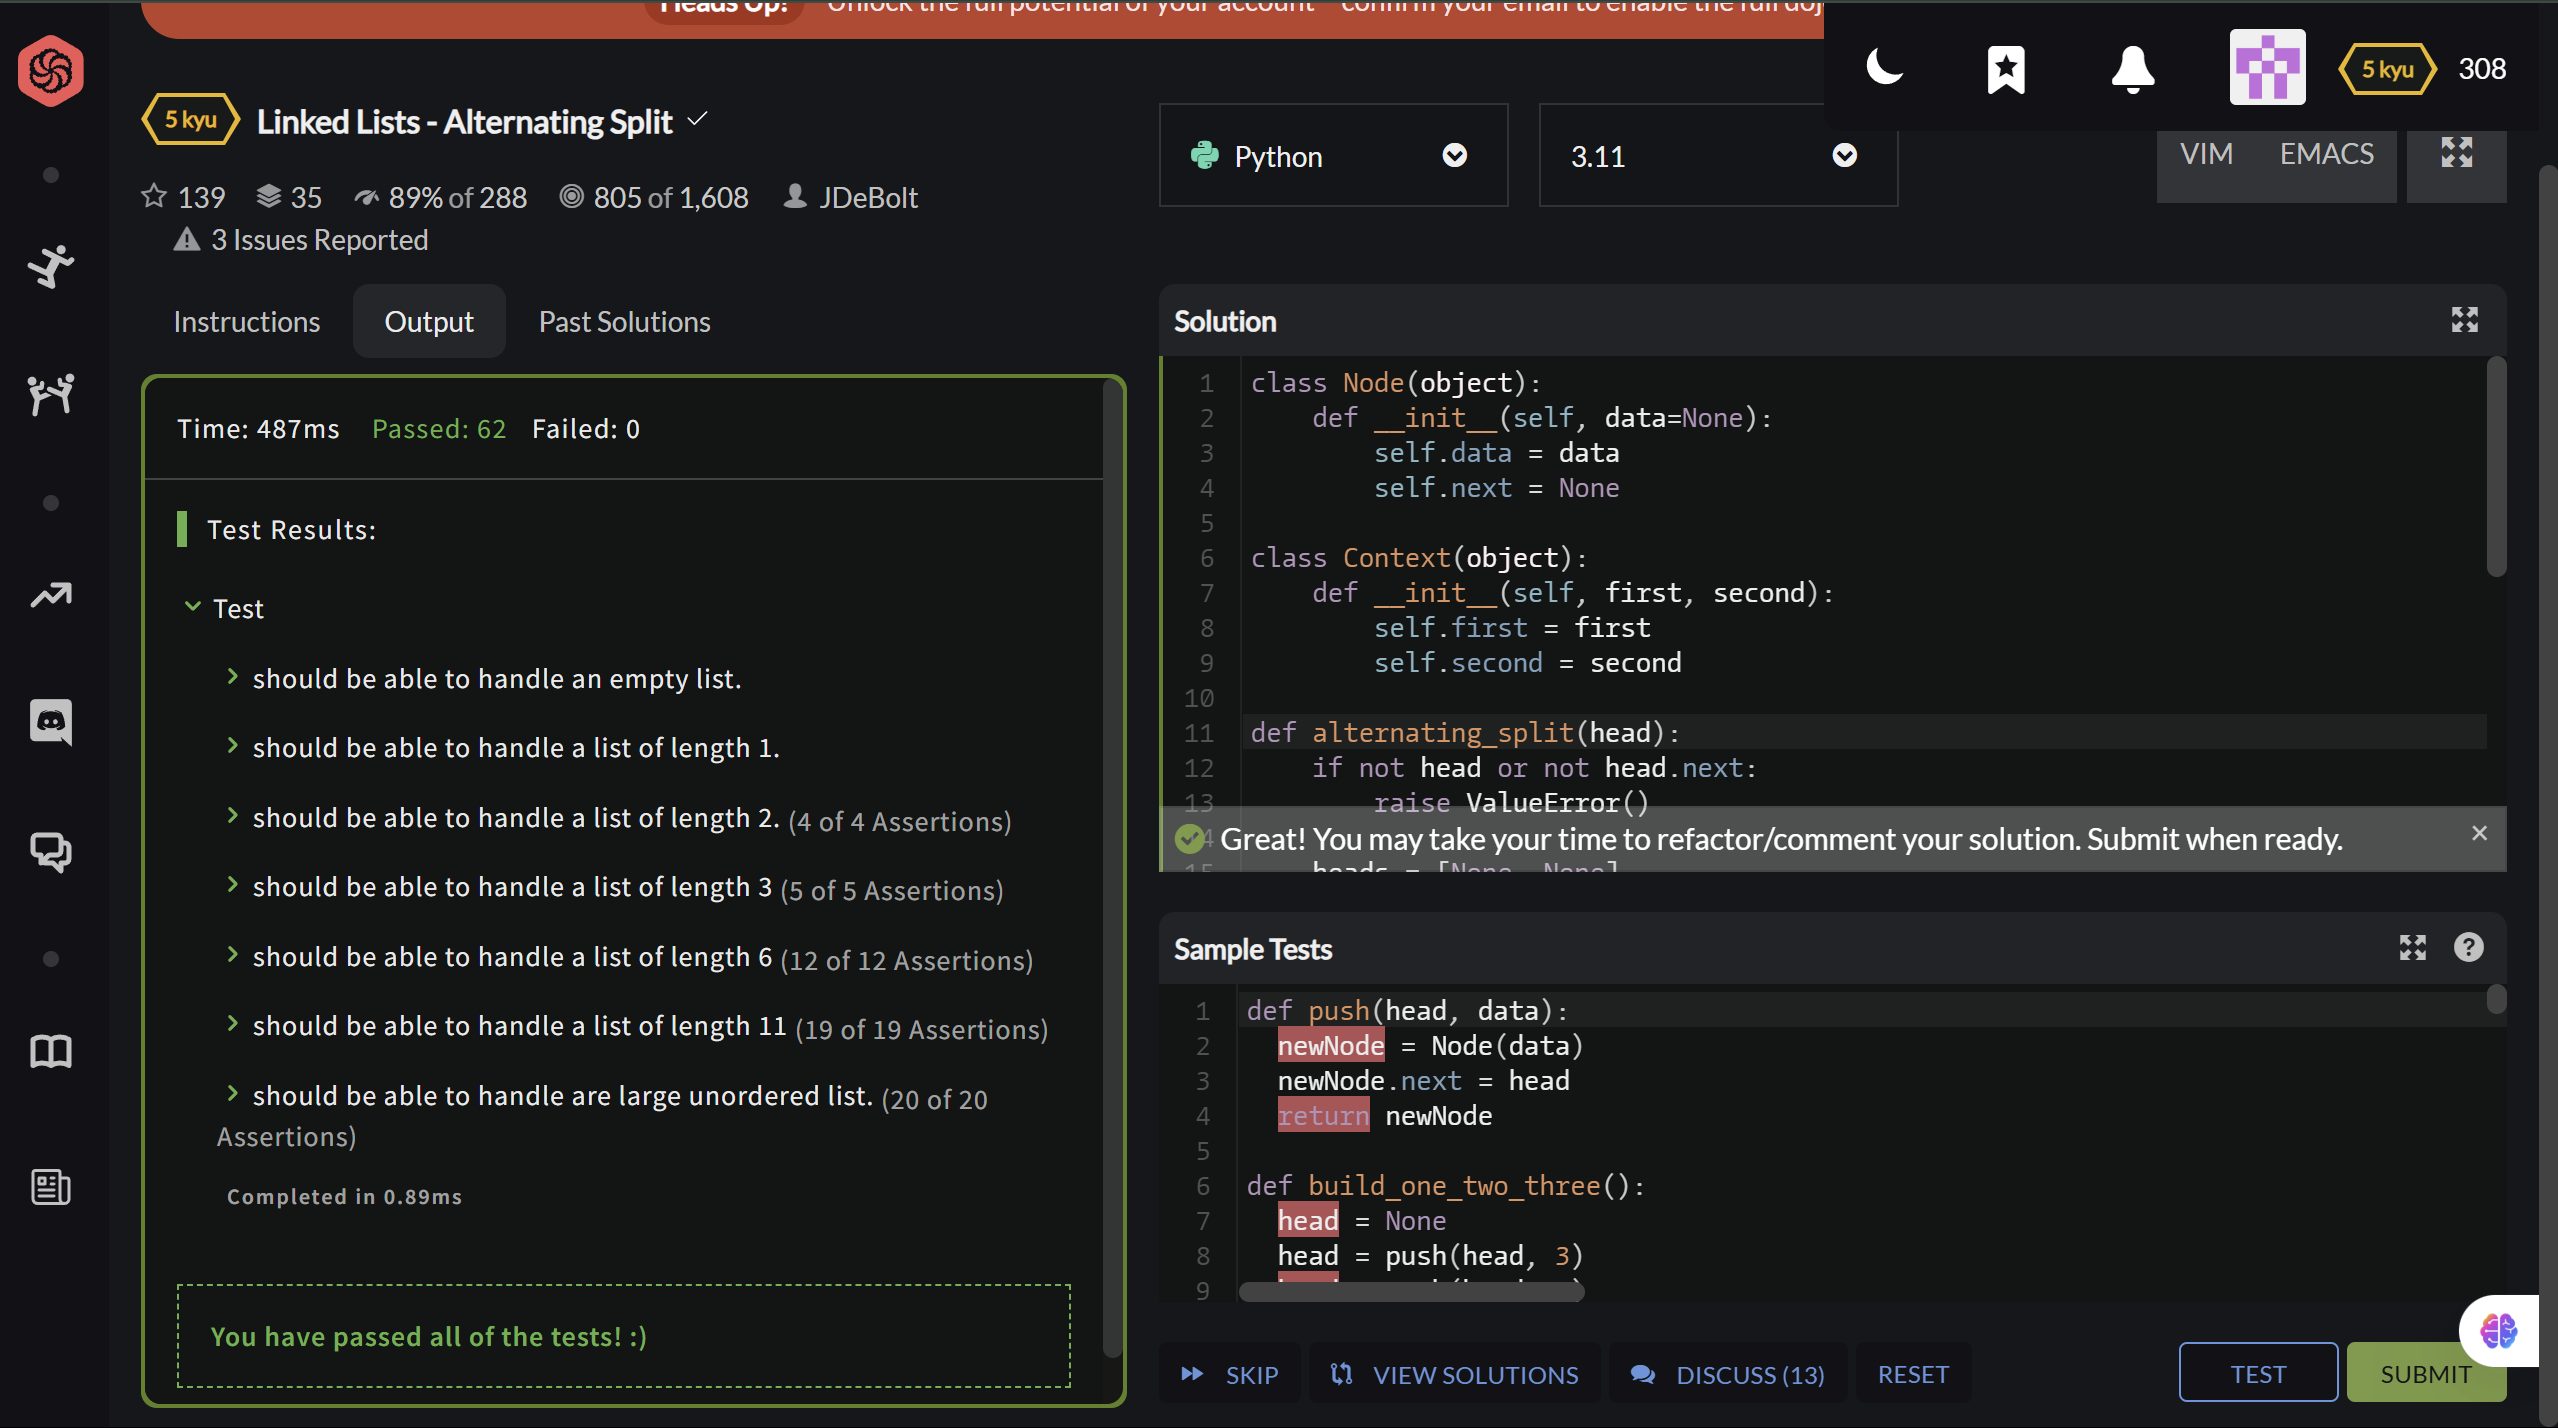 Heads Up! Unlock the full potential of your account confirm your email to enable the full doj
5 kyu 308
5 kyu Linked Lists - Alternating Split
139 35 89% of 288 805 of 1,608 JDeBolt
3 Issues Reported
Python 3.11 VIM EMACS
Instructions Output Past Solutions
Time: 487ms Passed: 62 Failed: 0
Test Results:
Test
should be able to handle an empty list.
should be able to handle a list of length 1.
should be able to handle a list of length 2. (4 of 4 Assertions)
should be able to handle a list of length 3 (5 of 5 Assertions)
should be able to handle a list of length 6 (12 of 12 Assertions)
should be able to handle a list of length 11 (19 of 19 Assertions)
should be able to handle are large unordered list. (20 of 20
Assertions)
Completed in 0.89ms
You have passed all of the tests! :)
Solution
1 class Node(object):
2 def __init__(self, data=None):
3 self.data = data
4 self.next = None
5
6 class Context(object):
7 def __init__(self, first, second):
8 self.first = first
9 self.second = second
10
11 def alternating_split(head):
12 if not head or not head.next:
13 raise ValueError()
14
Great! You may take your time to refactor/comment your solution. Submit when ready. ×
15 heads = [None, None]
Sample Tests
1 def push(head, data):
2 newNode = Node(data)
3 newNode.next = head
4 return newNode
5
6 def build_one_two_three():
7 head = None
8 head = push(head, 3)
9
SKIP VIEW SOLUTIONS DISCUSS (13) RESET TEST SUBMIT